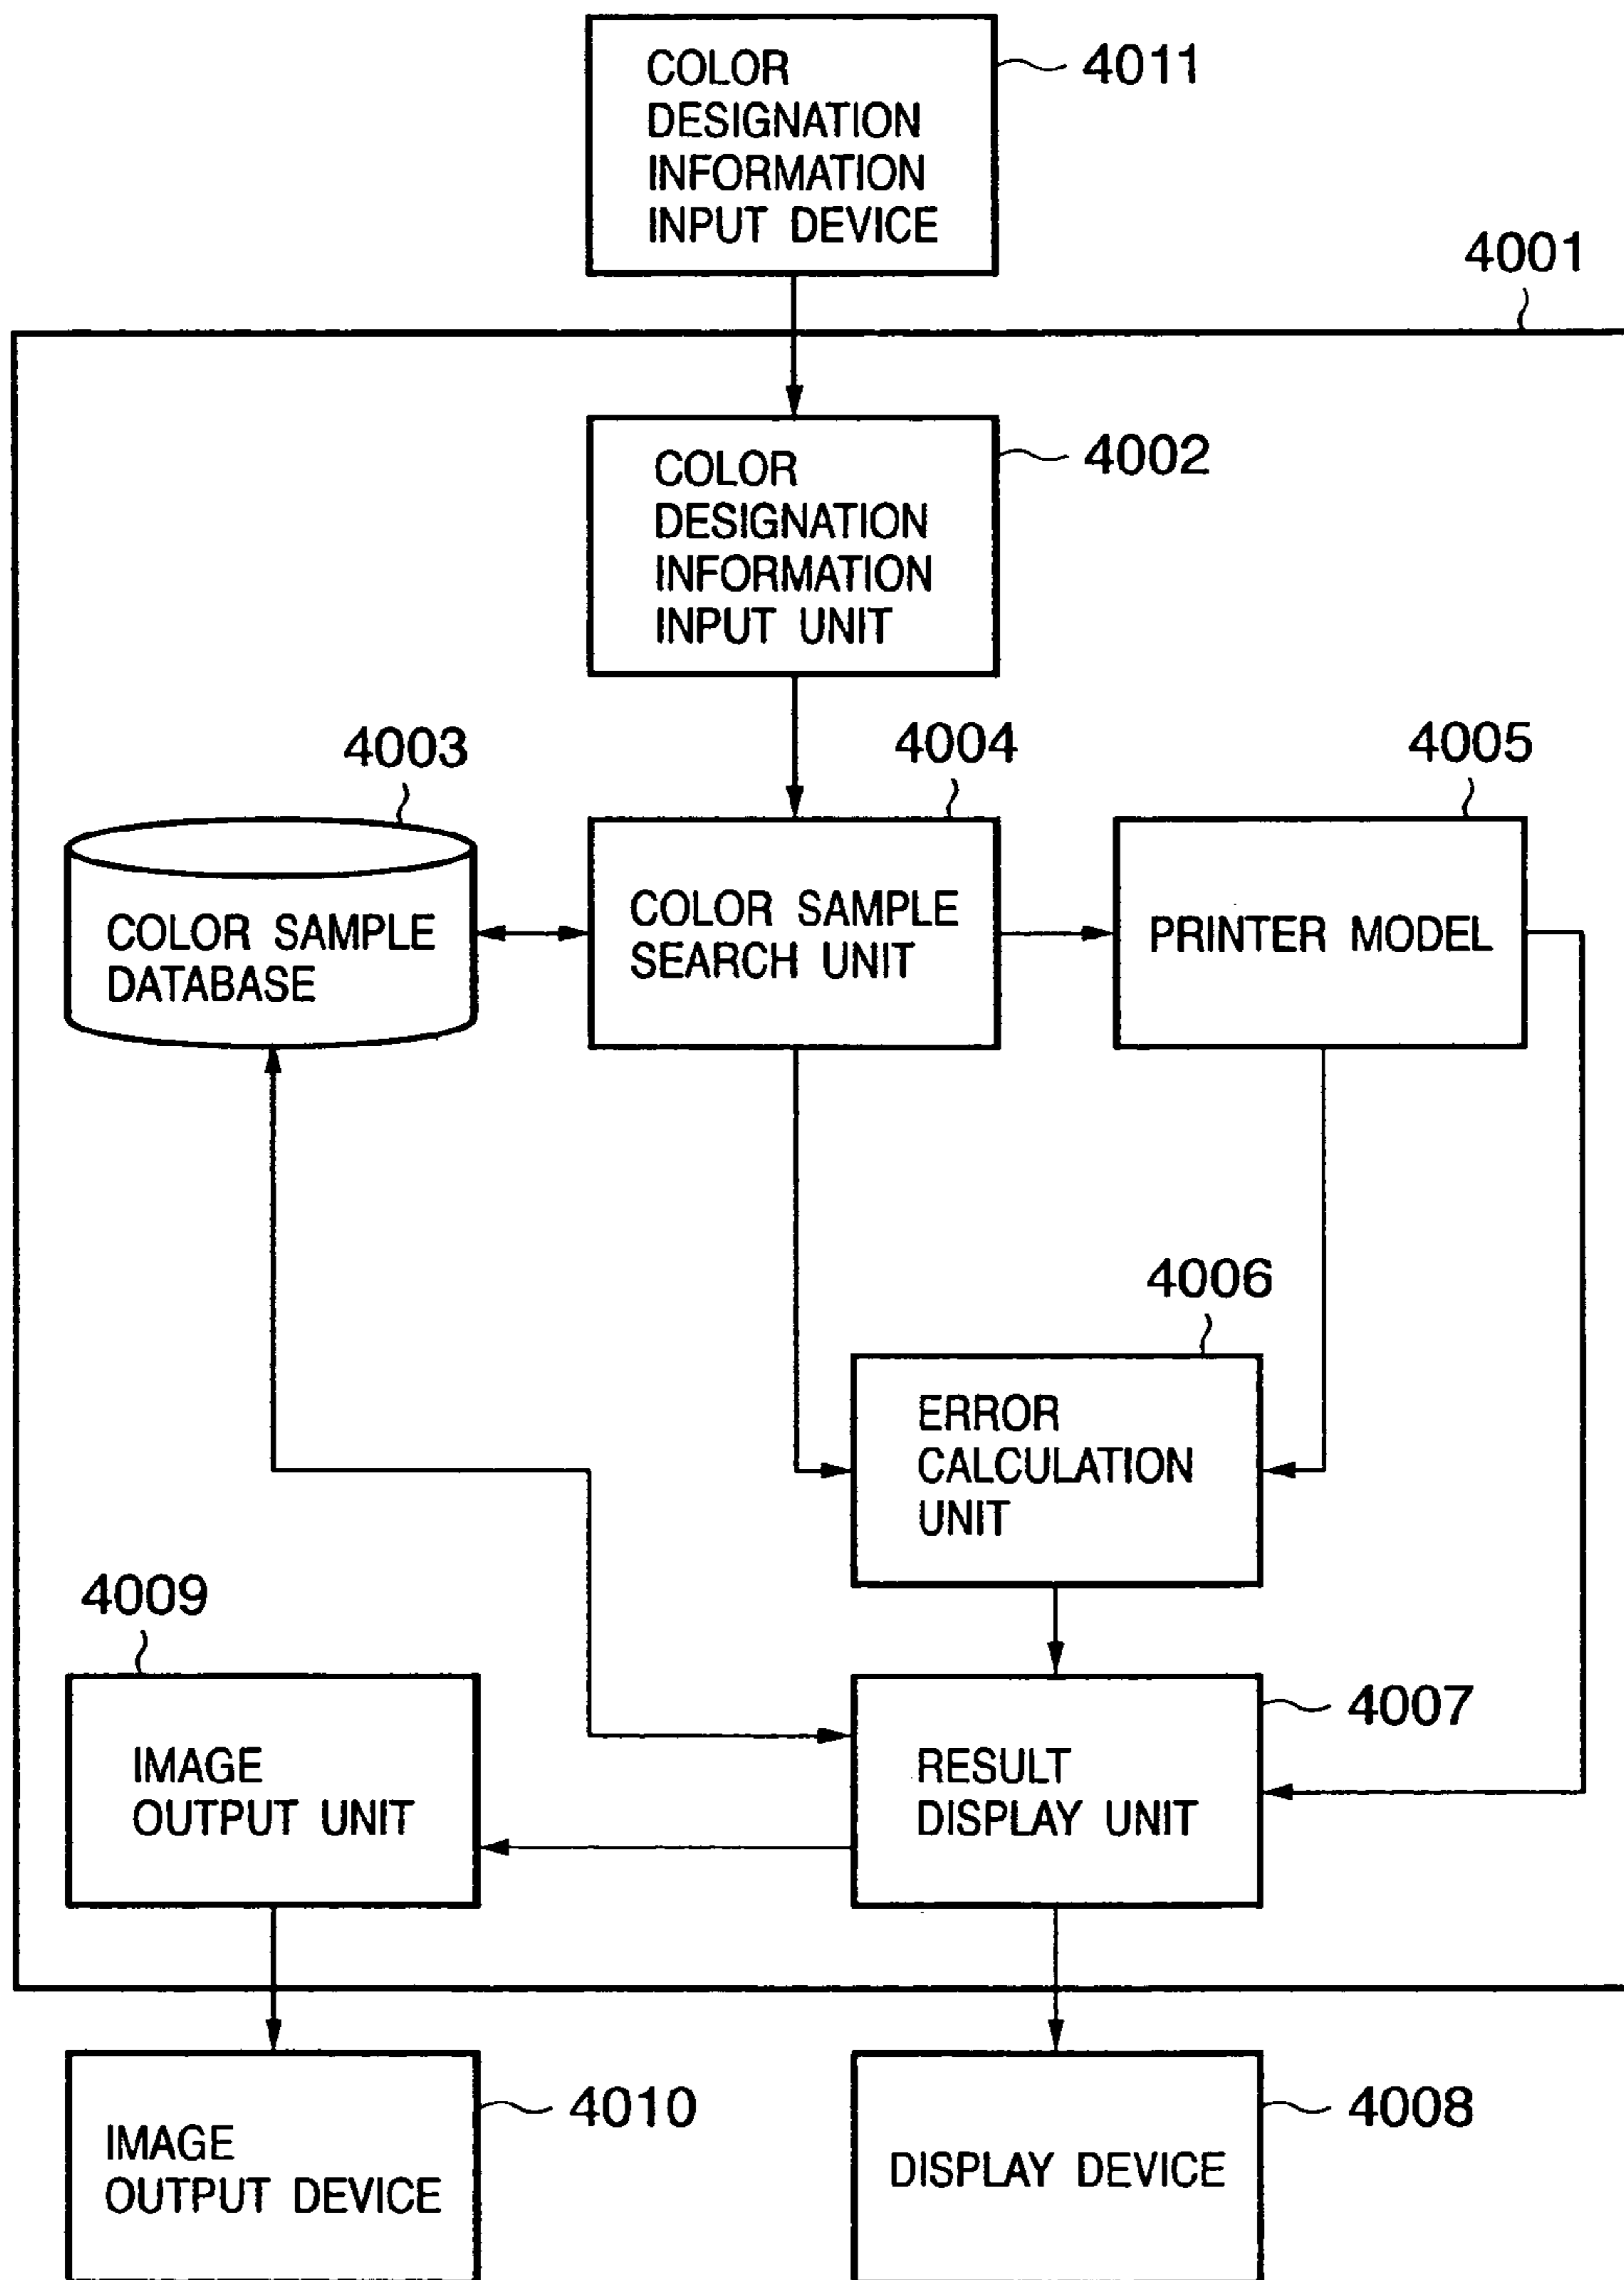 COLOR
DESIGNATION
INFORMATION
INPUT DEVICE
4011
4001
COLOR
DESIGNATION
INFORMATION
INPUT UNIT
4002
4003
4004
4005
COLOR SAMPLE
DATABASE
COLOR SAMPLE
SEARCH UNIT
PRINTER MODEL
4006
ERROR
CALCULATION
UNIT
4009
4007
IMAGE
OUTPUT UNIT
RESULT
DISPLAY UNIT
4010
4008
IMAGE
OUTPUT DEVICE
DISPLAY DEVICE